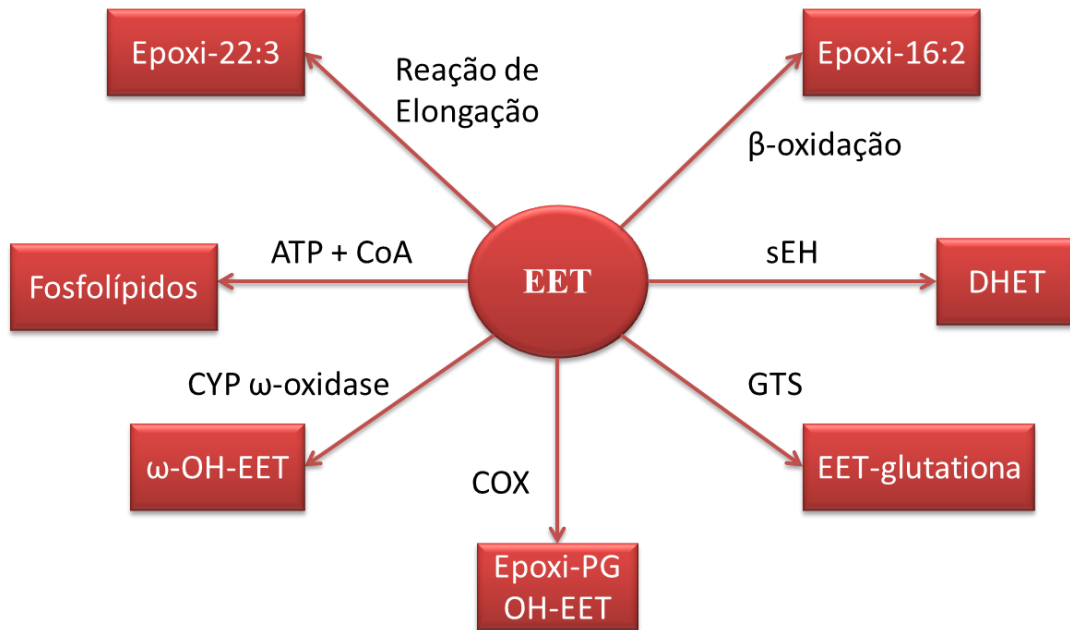 Epoxi-22:3
Reação de
Elongação
Epoxi-16:2
β-oxidação
ATP + CoA
Fosfolípidos
EET
sEH
DHET
CYP ω-oxidase
ω-OH-EET
COX
Epoxi-PG
OH-EET
GTS
EET-glutationa